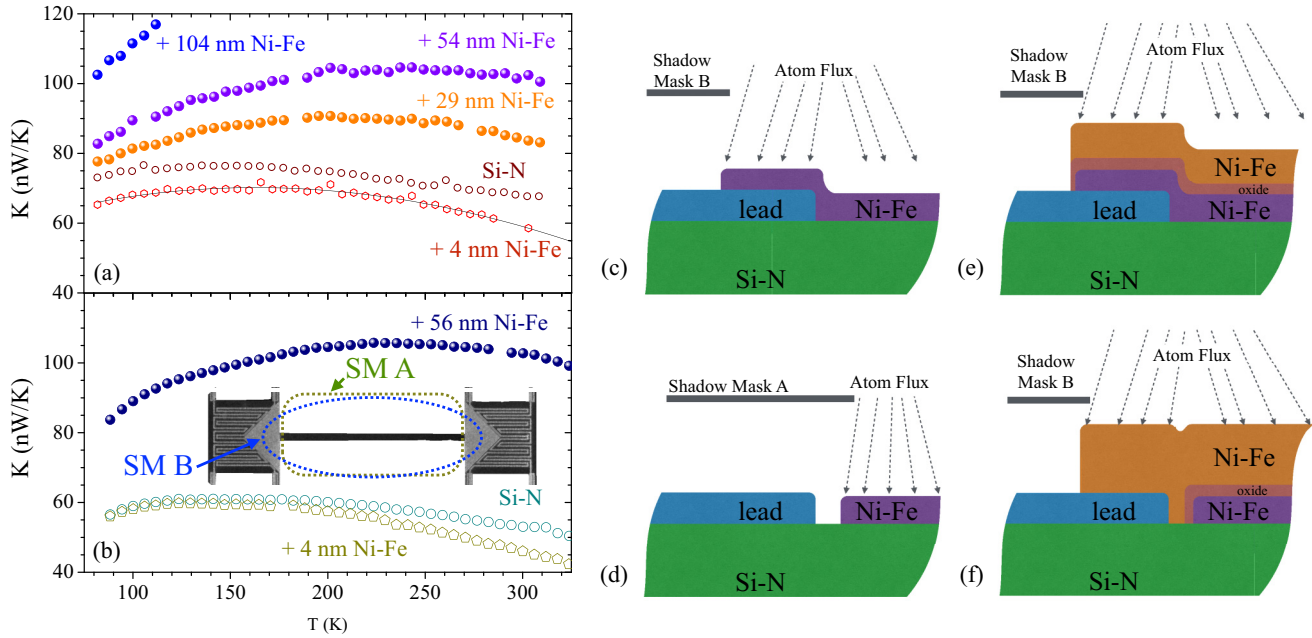 120
100
80
60
40
K (nW/K)
+ 104 nm Ni-Fe
+ 54 nm Ni-Fe
+ 29 nm Ni-Fe
Si-N
+ 4 nm Ni-Fe
(a)
120
100
80
60
40
K (nW/K)
+ 56 nm Ni-Fe
SM A
SM B
Si-N
+ 4 nm Ni-Fe
(b)
100 150 200 250 300
T (K)
Shadow
Mask B
Atom Flux
lead
Ni-Fe
Si-N
(c)
Shadow Mask A
Atom Flux
lead
Ni-Fe
Si-N
(d)
Shadow
Mask B
Atom Flux
Ni-Fe
oxide
lead
Ni-Fe
Si-N
(e)
Shadow
Mask B
Atom Flux
Ni-Fe
oxide
lead
Ni-Fe
Si-N
(f)